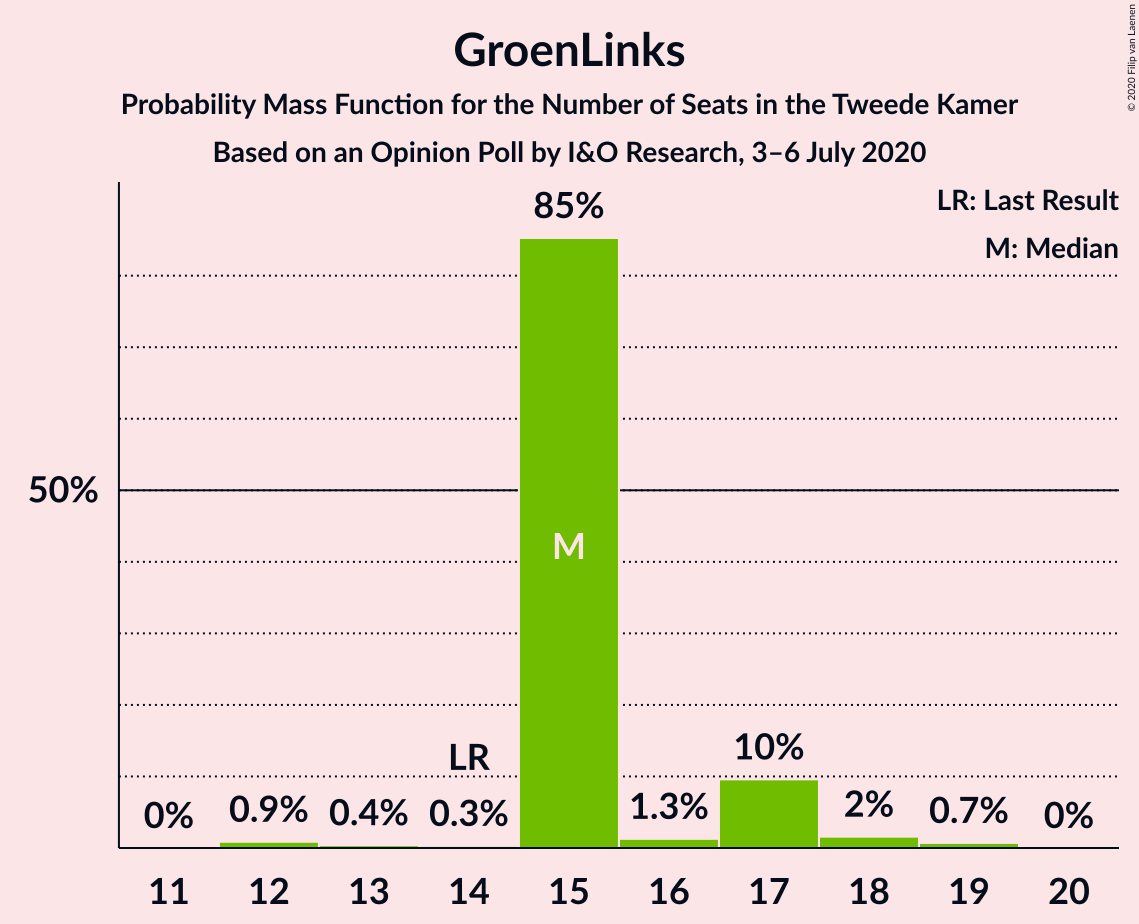 GroenLinks
Probability Mass Function for the Number of Seats in the Tweede Kamer
Based on an Opinion Poll by I&O Research, 3–6 July 2020
© 2020 Filip van Laenen
LR: Last Result
M: Median
85%
50%
M
LR
10%
0%
0.9%
0.4%
0.3%
1.3%
2%
0.7%
0%
11 12 13 14 15 16 17 18 19 20